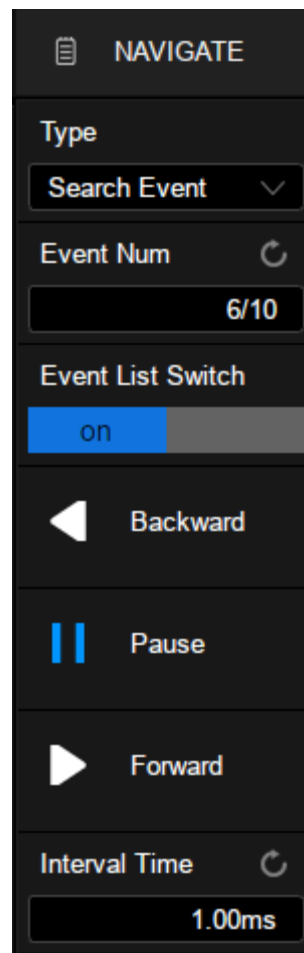 NAVIGATE
Type
Search Event
Event Num
6/10
Event List Switch
on
Backward
Pause
Forward
Interval Time
1.00ms